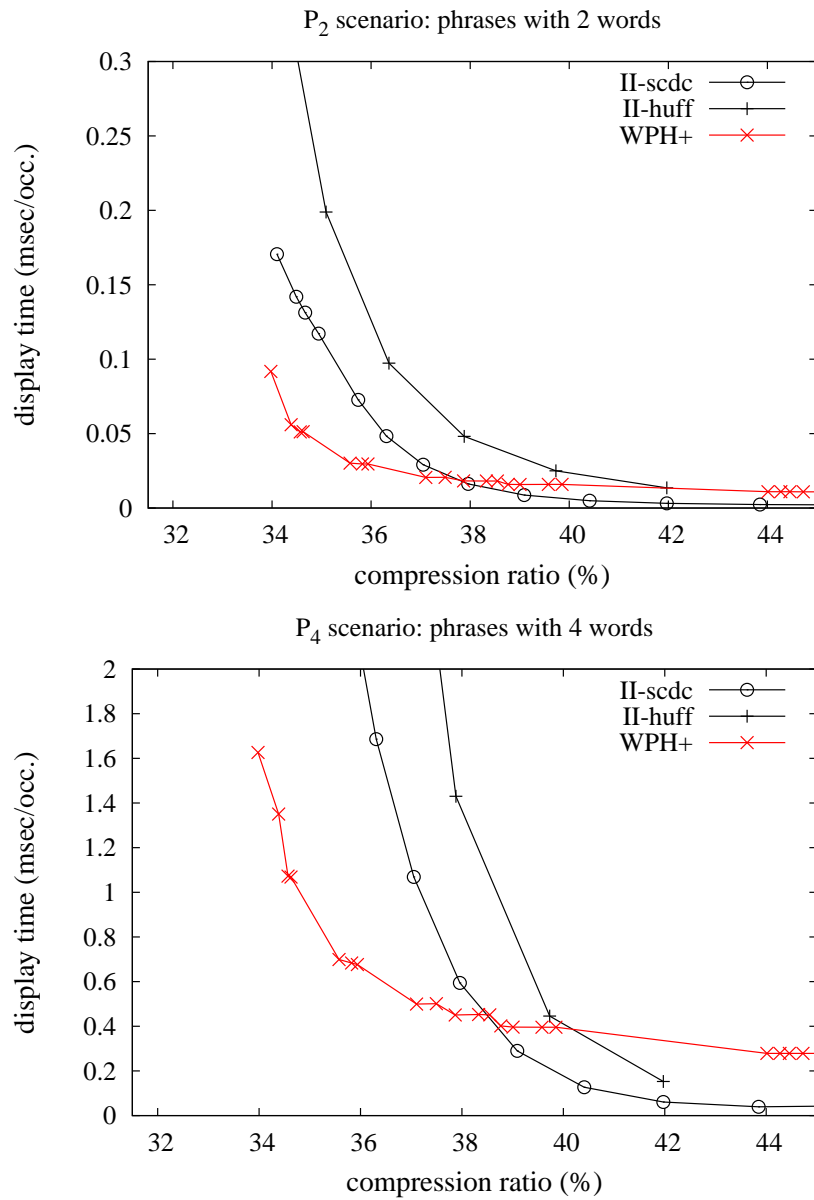 P2 scenario: phrases with 2 words
0.3
0.25
0.2
0.15
0.1
0.05
0
display time (msec/occ.)
II-scdc
II-huff
WPH+
32 34 36 38 40 42 44
compression ratio (%)
P4 scenario: phrases with 4 words
2
1.8
1.6
1.4
1.2
1
0.8
0.6
0.4
0.2
0
display time (msec/occ.)
II-scdc
II-huff
WPH+
32 34 36 38 40 42 44
compression ratio (%)